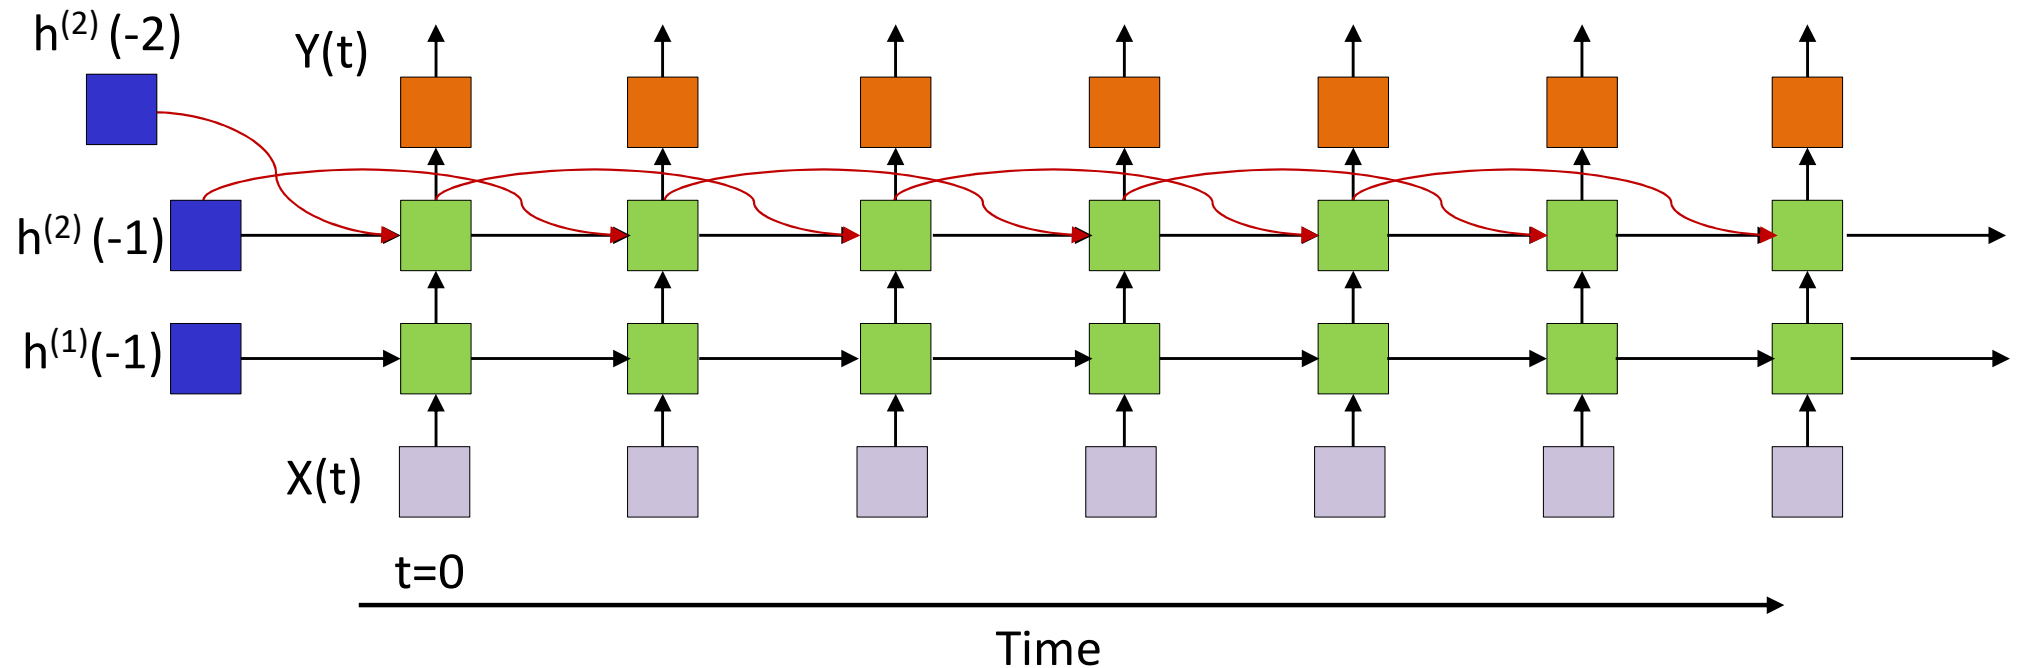 h(2) (-2)
Y(t)
h(2) (-1)
h(1)(-1)
X(t)
t=0
Time